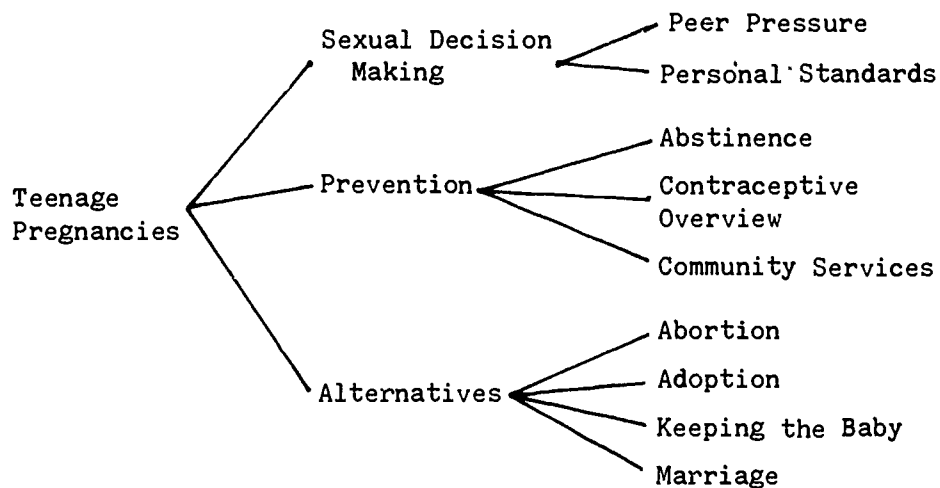 Sexual Decision
Making
Peer Pressure
Personal Standards
Teenage
Pregnancies
Prevention
Abstinence
Contraceptive
Overview
Community Services
Alternatives
Abortion
Adoption
Keeping the Baby
Marriage